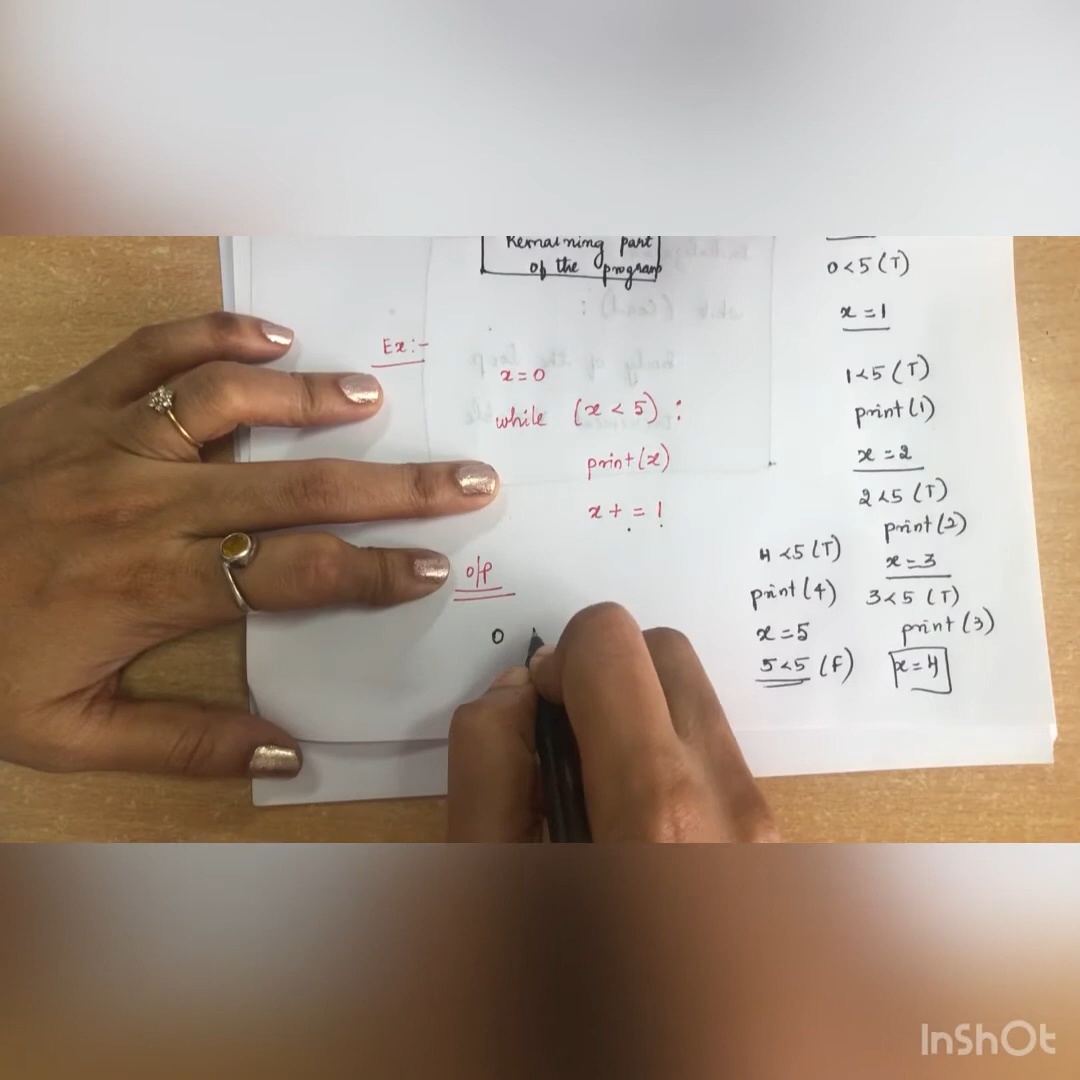 Remaining part
of the program
Ex:-
x=0
while (x < 5) :
print(x)
x + = 1
o/p
0
0<5 (T)
x = 1
1<5 (T)
print(1)
x = 2
2<5 (T)
print(2)
x = 3
3<5 (T)
print(3)
x = 4
4 <5 (T)
print(4)
x = 5
5<5 (F)
InShOt